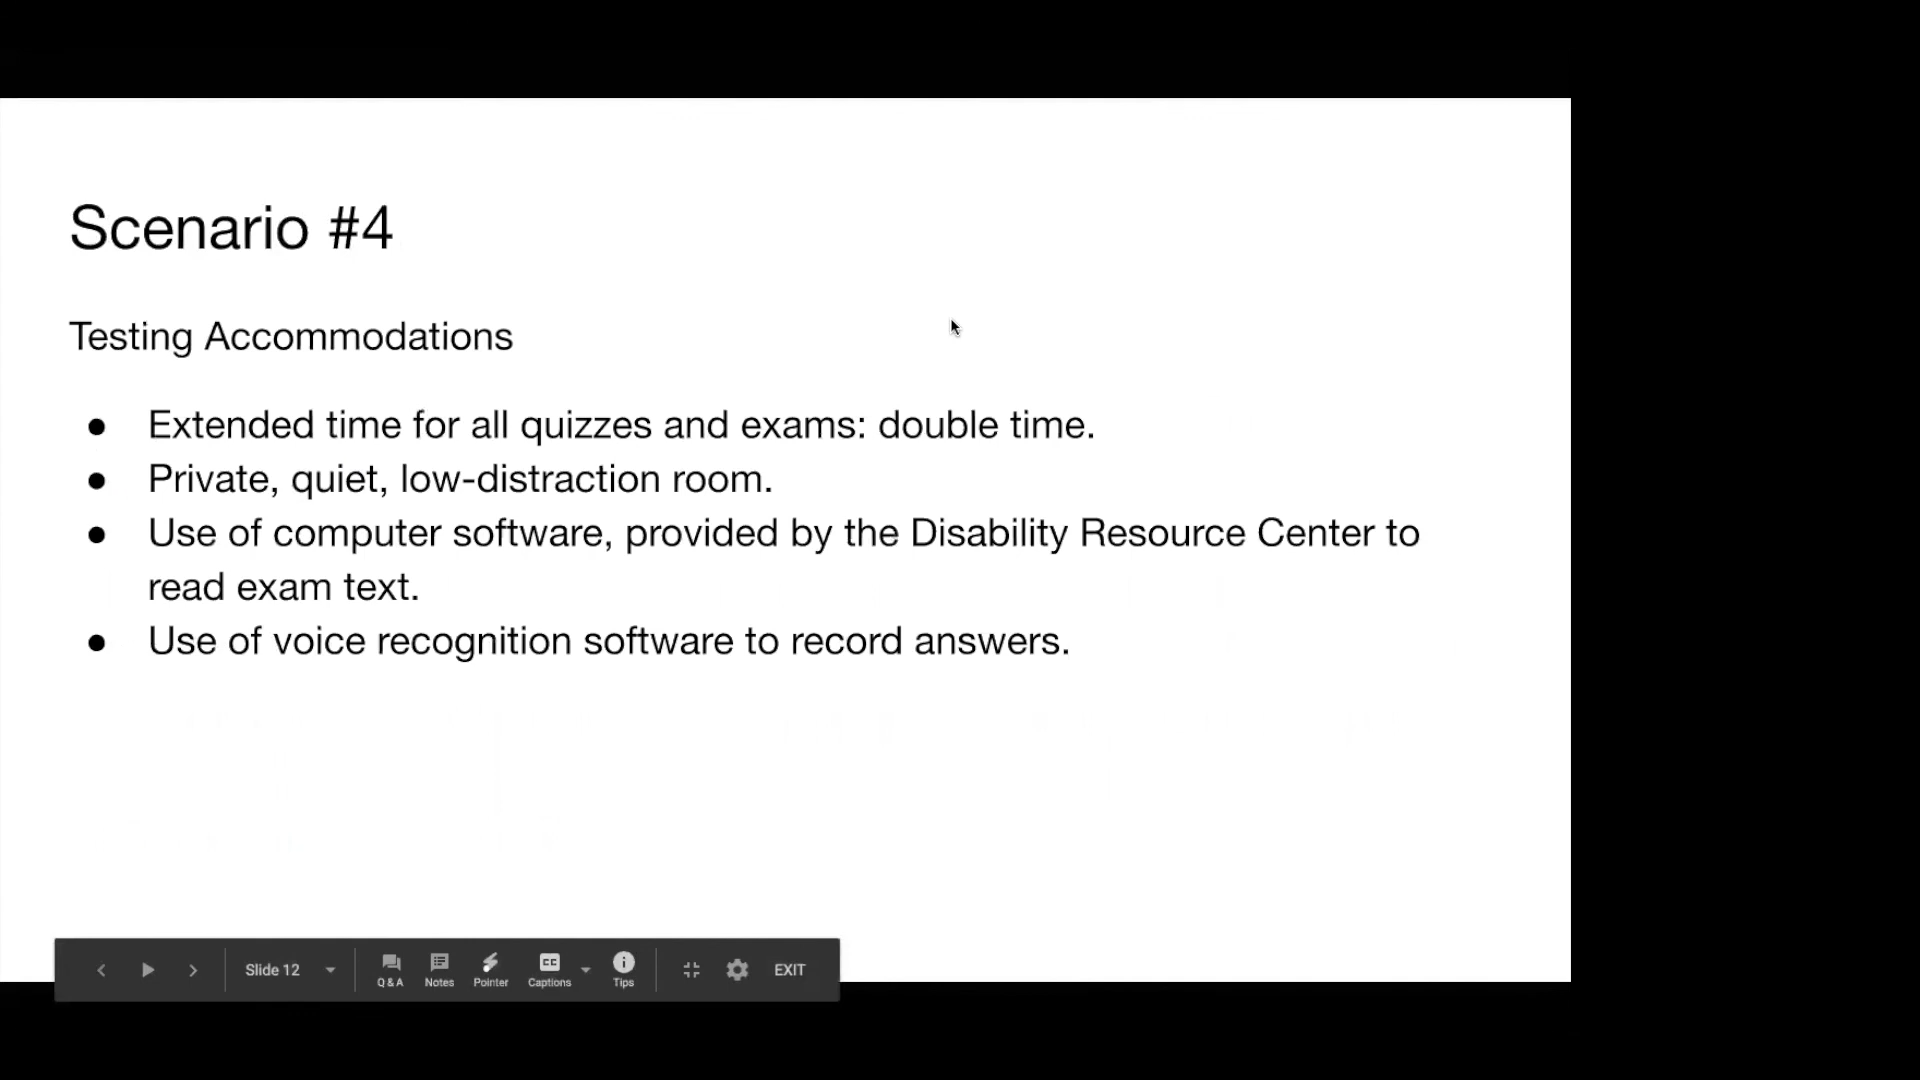 Scenario #4
Testing Accommodations
● Extended time for all quizzes and exams: double time.
● Private, quiet, low-distraction room.
● Use of computer software, provided by the Disability Resource Center to
read exam text.
● Use of voice recognition software to record answers.
Slide 12
Q&A
Notes
Pointer
CC
Captions
Tips
EXIT